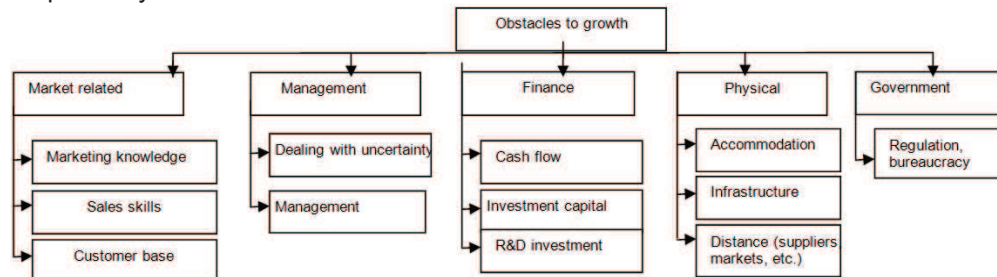 Obstacles to growth
Market related
Management
Finance
Physical
Government
Marketing knowledge
Sales skills
Customer base
Dealing with uncertainty
Management
Cash flow
Investment capital
R&D investment
Accommodation
Infrastructure
Distance (suppliers
markets, etc.)
Regulation,
bureaucracy